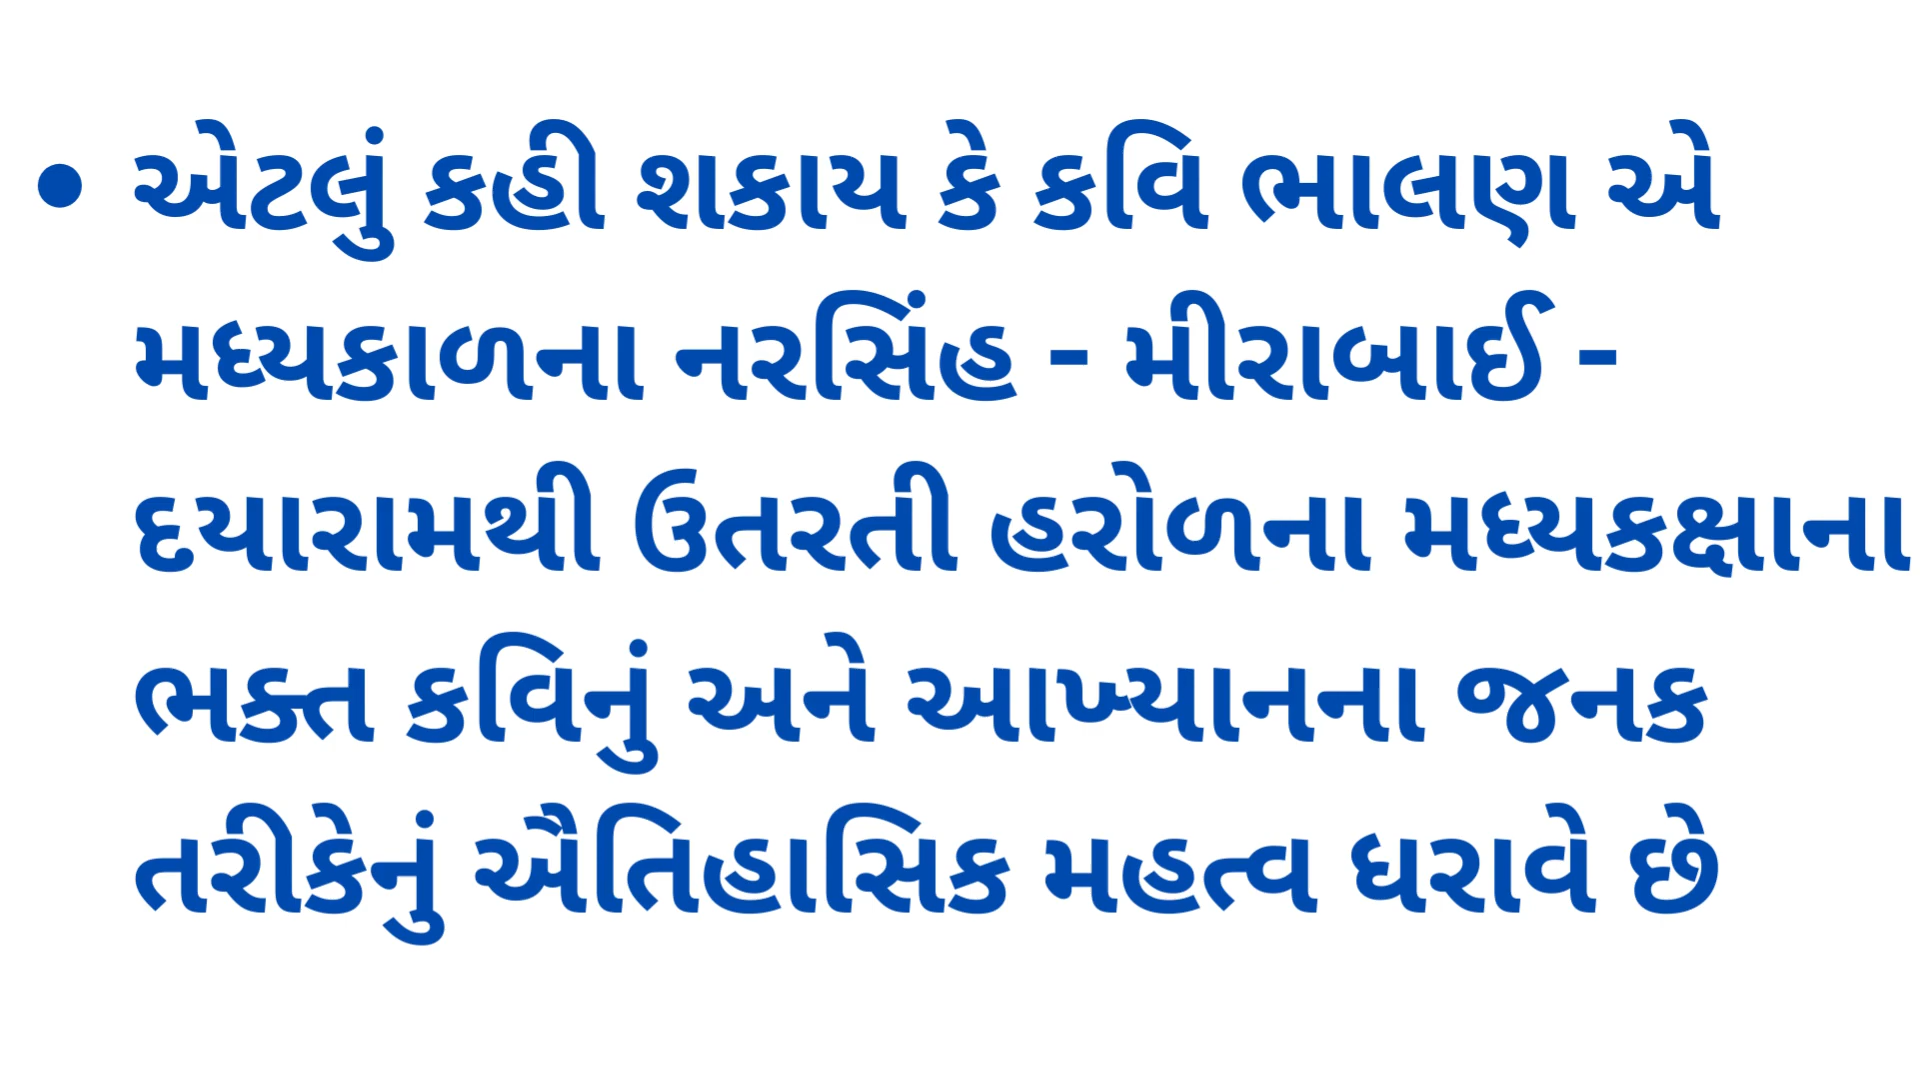 • એટલું કહી શકાય કે કવિ ભાલણ એ
મધ્યકાળના નરસિંહ - મીરાબાઈ -
દયારામથી ઉતરતી હરોળના મધ્યકક્ષાના
ભક્ત કવિનું અને આખ્યાનના જનક
તરીકેનું ઐતિહાસિક મહત્વ ધરાવે છે